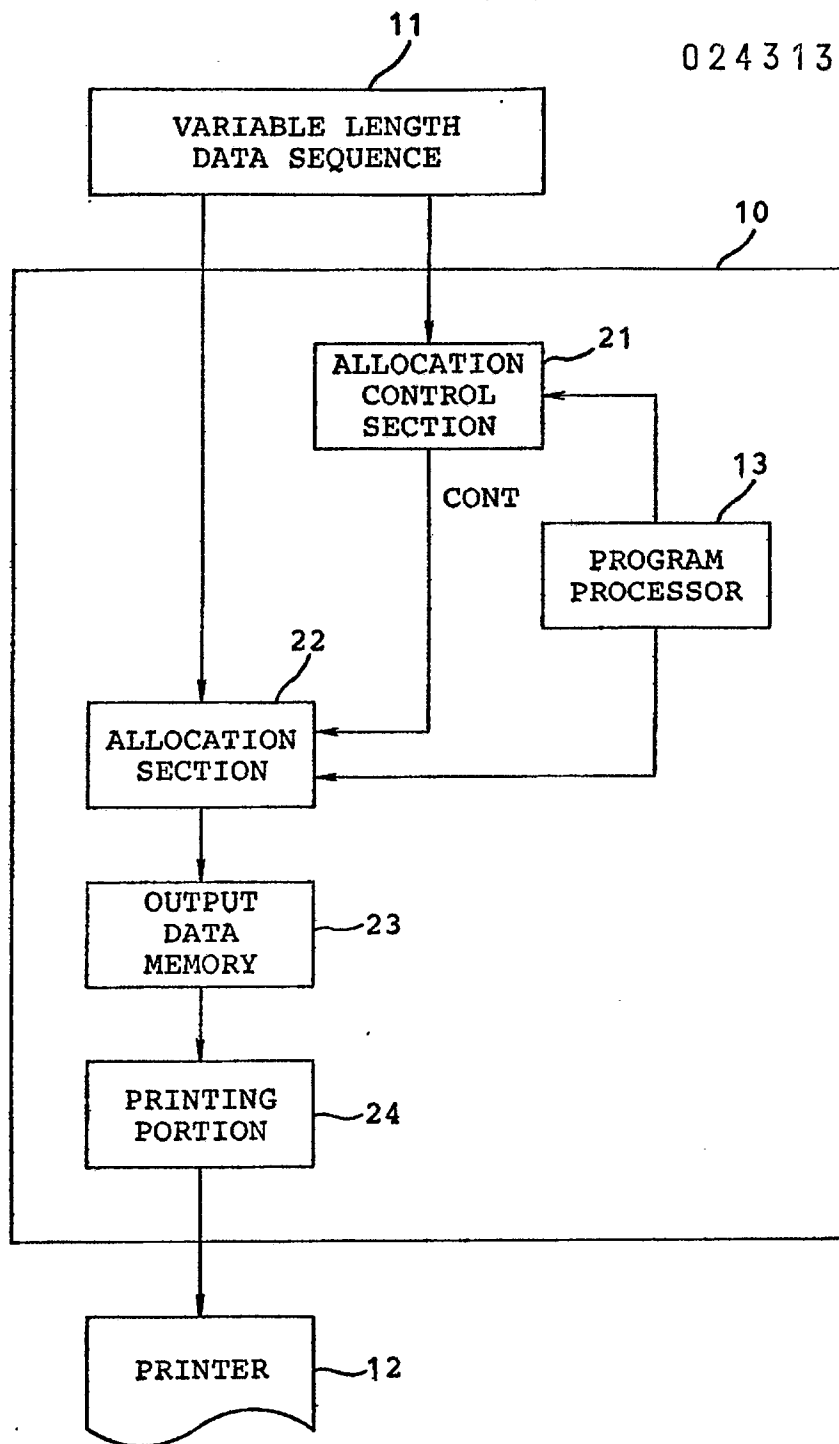 11
024313
VARIABLE LENGTH
DATA SEQUENCE
10
21
ALLOCATION
CONTROL
SECTION
13
CONT
PROGRAM
PROCESSOR
22
ALLOCATION
SECTION
OUTPUT
DATA
MEMORY
23
PRINTING
PORTION
24
PRINTER
12